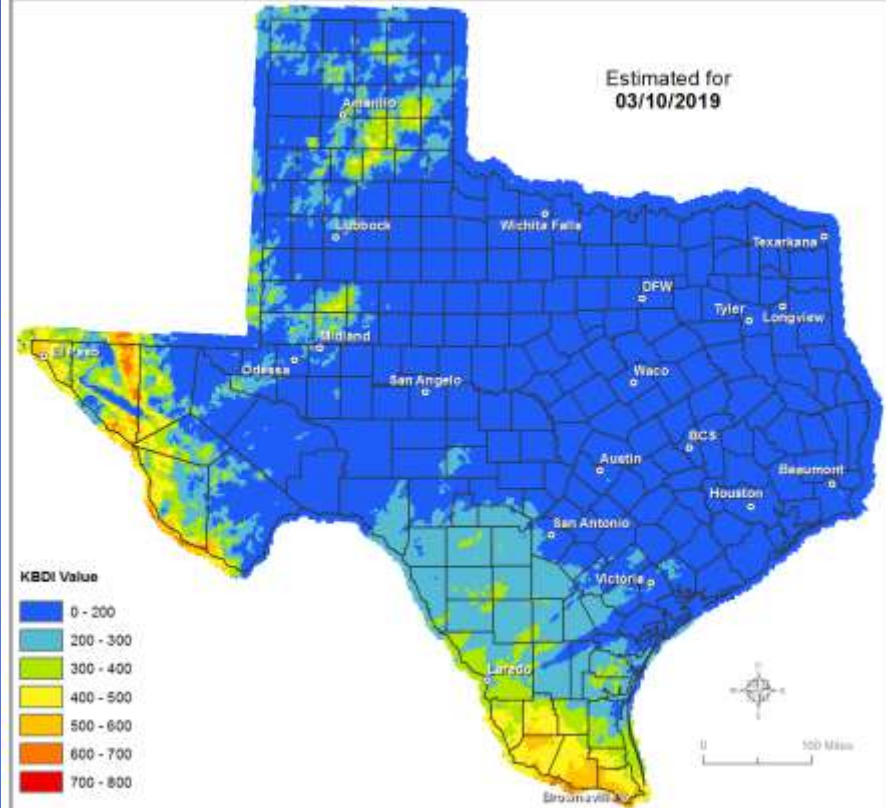 Estimated for
03/10/2019
Amarillo
Lubbock
Wichita Falls
Texarkana
DFW
Tyler
Longview
Midland
El Paso
Odessa
San Angelo
Waco
BCS
Austin
Beaumont
Houston
San Antonio
Victoria
Laredo
Brownsville
KBDI Value
0 - 200
200 - 300
300 - 400
400 - 500
500 - 600
600 - 700
700 - 800
0 100 Miles